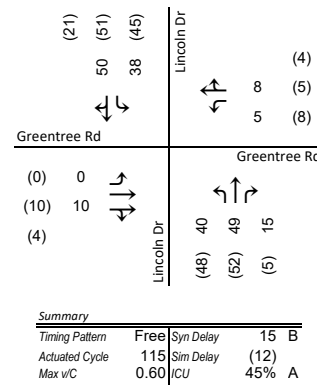 (21) (51) (45)
50 38
Lincoln Dr
(4)
8 (5)
5 (8)
Greentree Rd
Greentree Rd
(0) 0
(10) 10
(4)
Lincoln Dr
40 49 15
(48) (52) (5)
Summary
Timing Pattern Free Syn Delay 15 B
Actuated Cycle 115 Sim Delay (12)
Max v/C 0.60 ICU 45% A